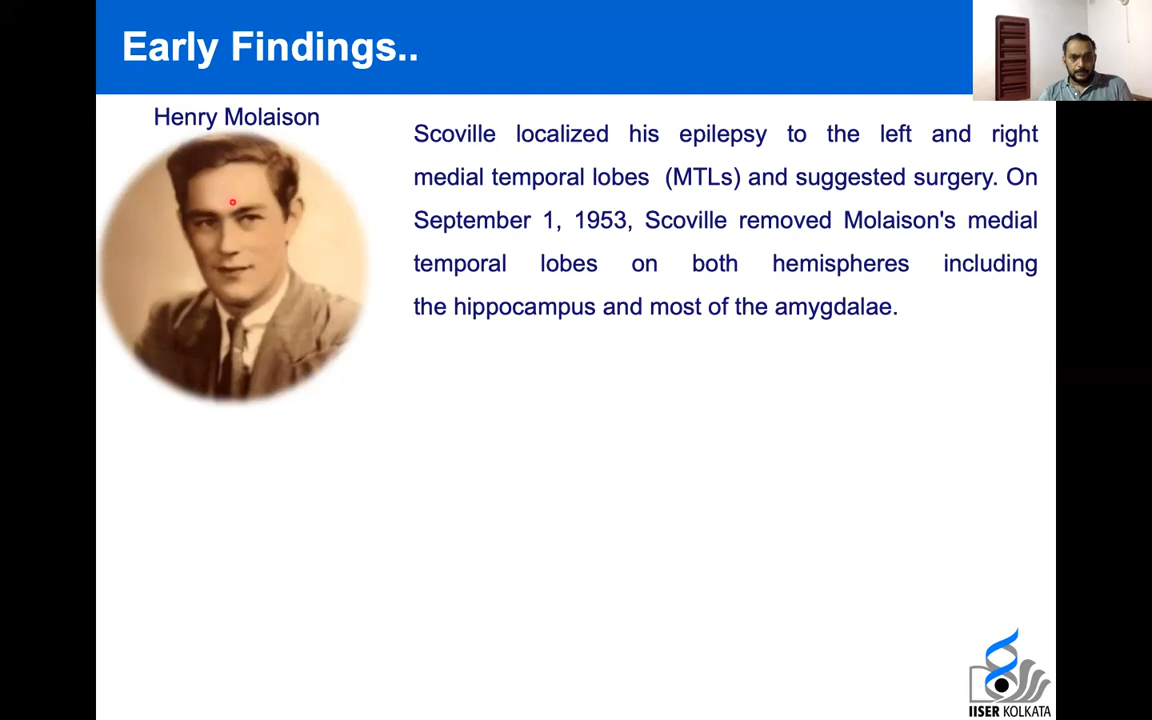 Early Findings..
Henry Molaison
Scoville localized his epilepsy to the left and right
medial temporal lobes (MTLs) and suggested surgery. On
September 1, 1953, Scoville removed Molaison's medial
temporal lobes on both hemispheres including
the hippocampus and most of the amygdalae.
IISER KOLKATA